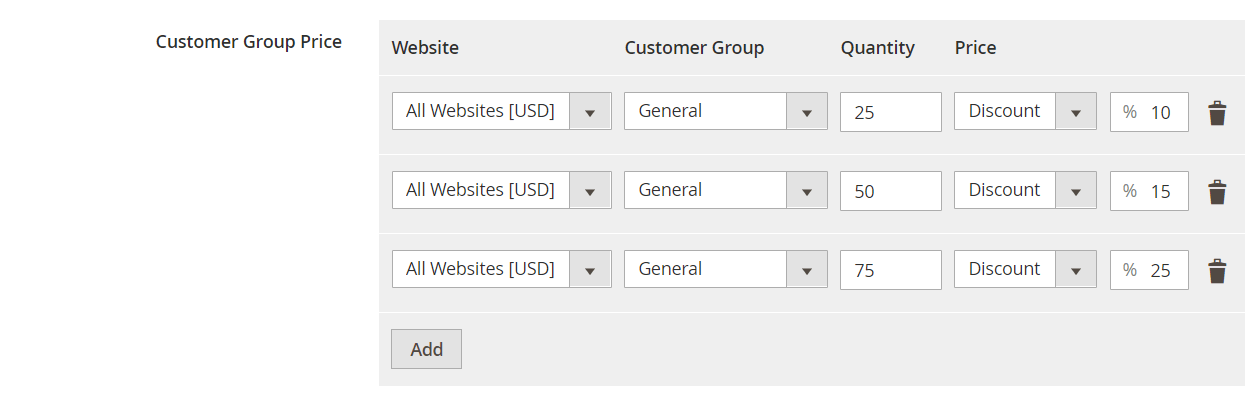 Customer Group Price
Website Customer Group Quantity Price
All Websites [USD] General 25 Discount % 10
All Websites [USD] General 50 Discount % 15
All Websites [USD] General 75 Discount % 25
Add